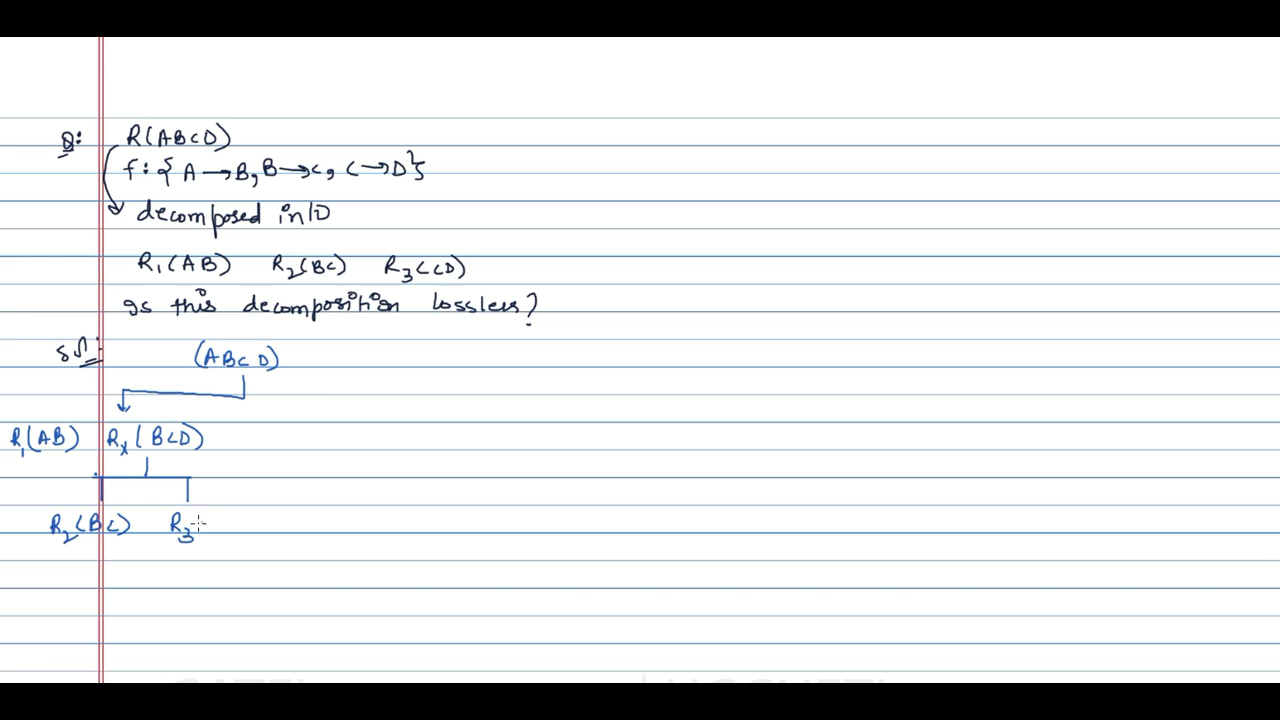 Q: R(ABCD)
f: { A → B, B → C, C → D }
decomposed into
R1(AB) R2(BC) R3(CD)
Is this decomposition lossless?
Sol: (ABCD)
R1(AB) Rx(BCD)
R2(BC) R3